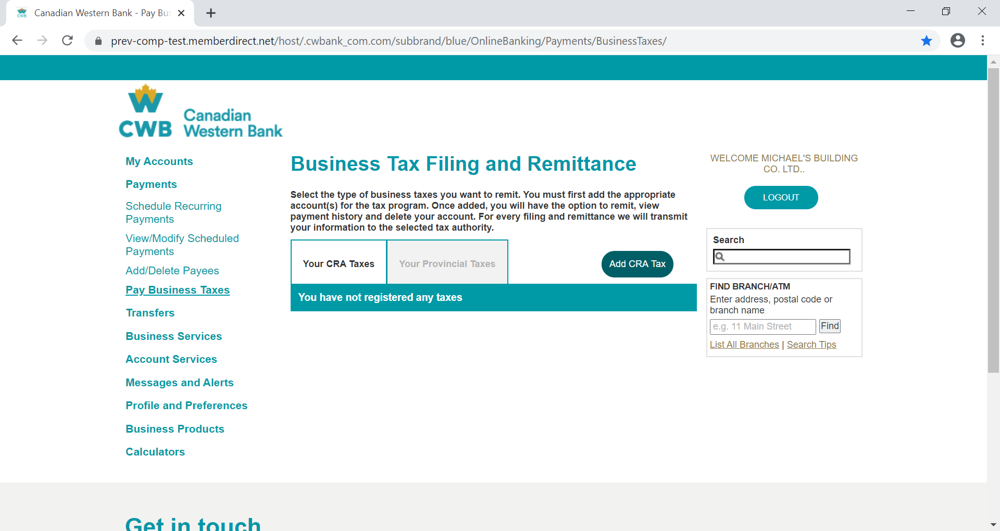 Canadian Western Bank - Pay Bus
prev-comp-test.memberdirect.net/host/.cwbank_com.com/subbrand/blue/OnlineBanking/Payments/BusinessTaxes/
CWB
Canadian
Western Bank
My Accounts
Payments
Schedule Recurring
Payments
View/Modify Scheduled
Payments
Add/Delete Payees
Pay Business Taxes
Transfers
Business Services
Account Services
Messages and Alerts
Profile and Preferences
Business Products
Calculators
Business Tax Filing and Remittance
Select the type of business taxes you want to remit. You must first add the appropriate
account(s) for the tax program. Once added, you will have the option to remit, view
payment history and delete your account. For every filing and remittance we will transmit
your information to the selected tax authority.
Your CRA Taxes
Your Provincial Taxes
Add CRA Tax
You have not registered any taxes
WELCOME MICHAEL'S BUILDING
CO. LTD..
LOGOUT
Search
FIND BRANCH/ATM
Enter address, postal code or
branch name
e.g. 11 Main Street
Find
List All Branches | Search Tips
Get in touch